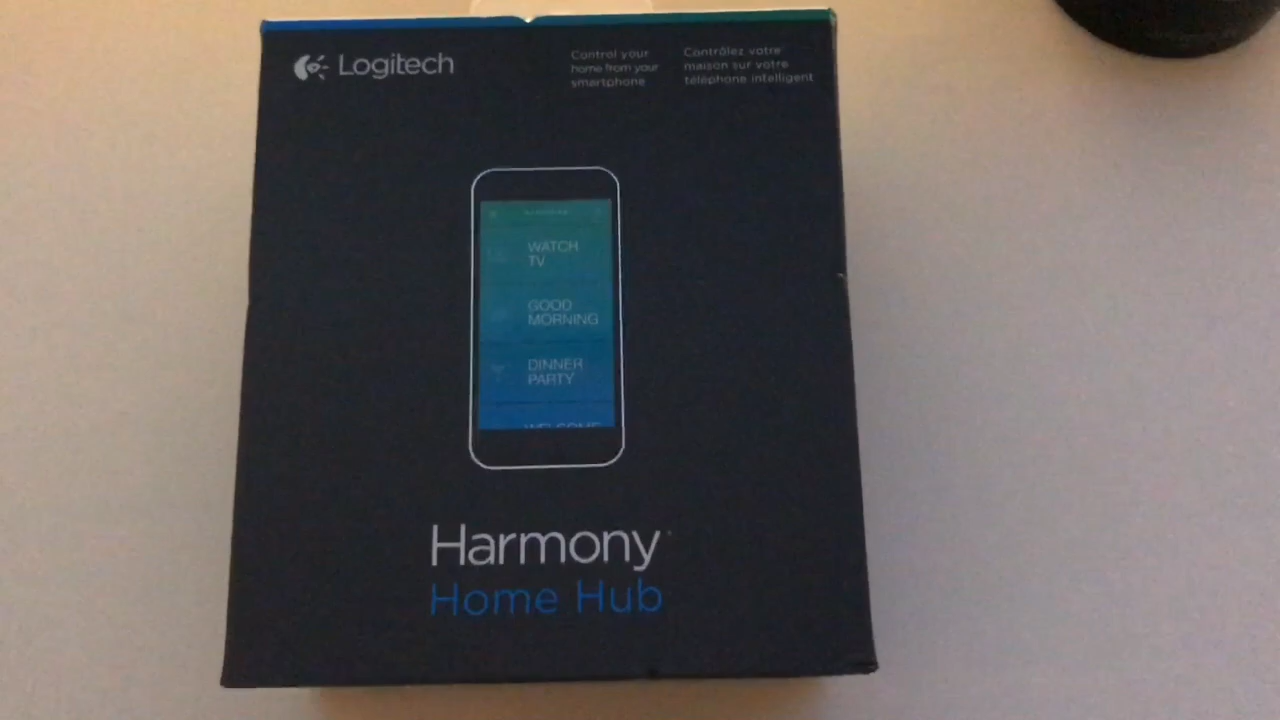 Logitech
Control your
home from your
smartphone
Contrôlez votre
maison sur votre
téléphone intelligent
WATCH
TV
GOOD
MORNING
DINNER
PARTY
WELCOME
Harmony
Home Hub